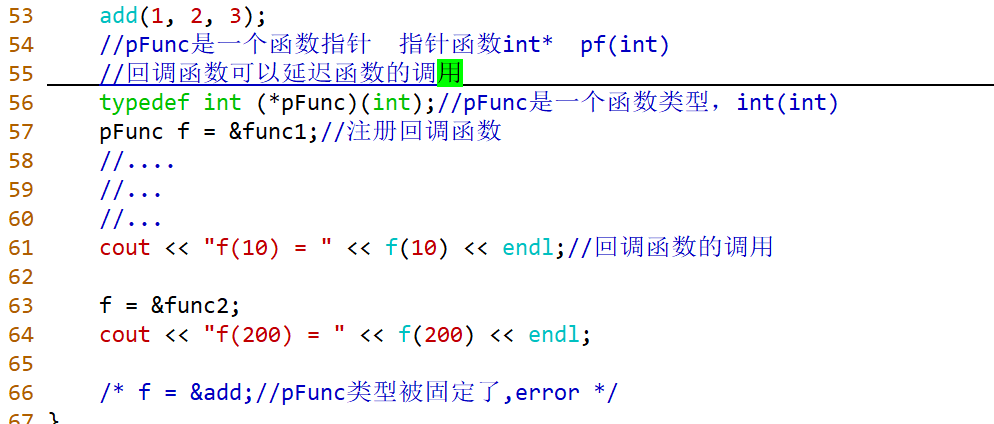 53 add(1, 2, 3);
54 //pFunc是一个函数指针 指针函数int* pf(int)
55 //回调函数可以延迟函数的调用
56 typedef int (*pFunc)(int);//pFunc是一个函数类型，int(int)
57 pFunc f = &func1;//注册回调函数
58 //....
59 //...
60 //...
61 cout << "f(10) = " << f(10) << endl;//回调函数的调用
62
63 f = &func2;
64 cout << "f(200) = " << f(200) << endl;
65
66 /* f = &add;//pFunc类型被固定了,error */
67 }